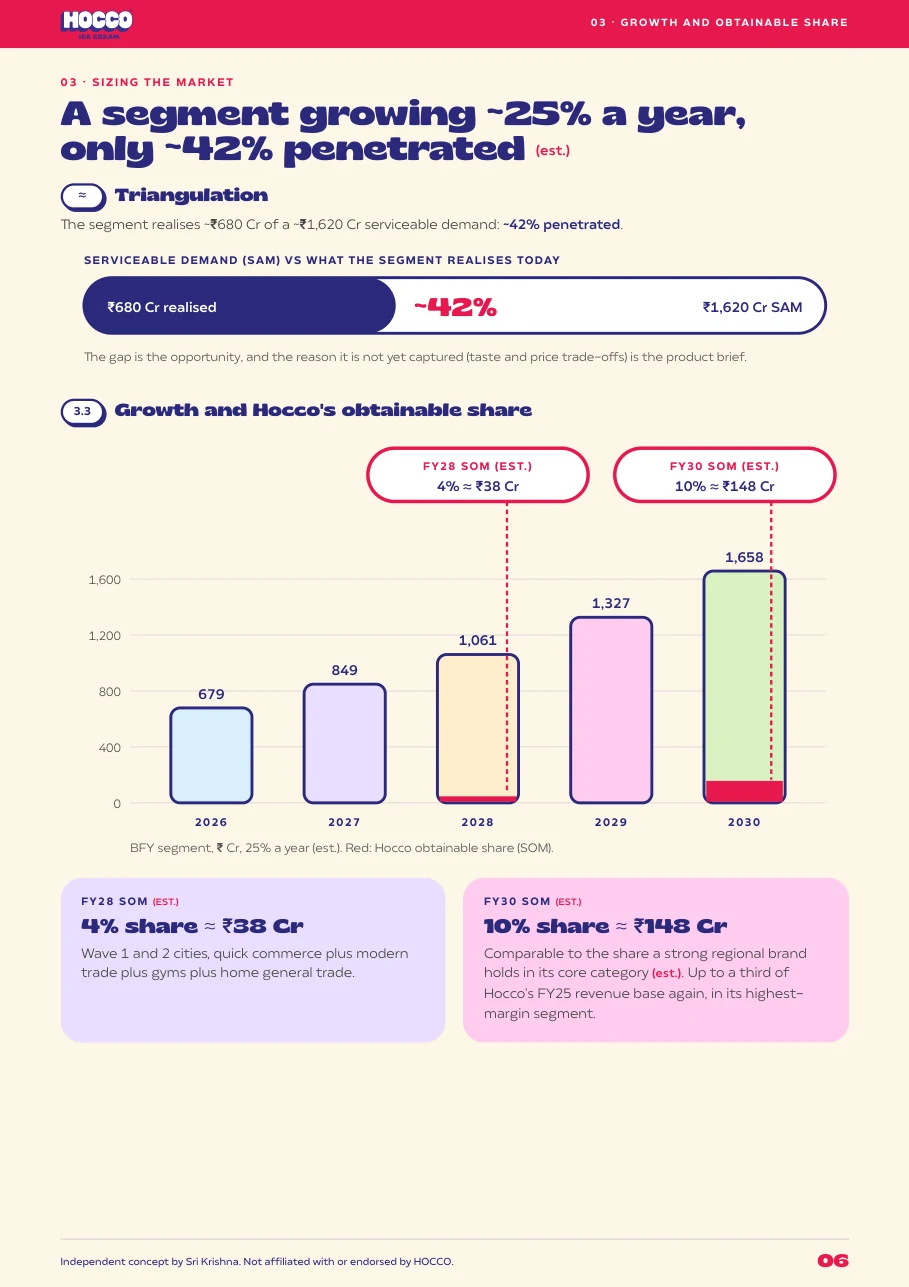 HOCCO
ICE CREAM
03 · GROWTH AND OBTAINABLE SHARE
03 · SIZING THE MARKET
A segment growing ~25% a year,
only ~42% penetrated (est.)
≈ Triangulation
The segment realises ~₹680 Cr of a ~₹1,620 Cr serviceable demand: ~42% penetrated.
SERVICEABLE DEMAND (SAM) VS WHAT THE SEGMENT REALISES TODAY
₹680 Cr realised ~42% ₹1,620 Cr SAM
The gap is the opportunity, and the reason it is not yet captured (taste and price trade-offs) is the product brief.
3.3 Growth and Hocco's obtainable share
FY28 SOM (EST.)
4% ≈ ₹38 Cr
FY30 SOM (EST.)
10% ≈ ₹148 Cr
1,658
1,600
1,327
1,200
1,061
849
800
679
400
0
2026 2027 2028 2029 2030
BFY segment, ₹ Cr, 25% a year (est.). Red: Hocco obtainable share (SOM).
FY28 SOM (EST.)
4% share ≈ ₹38 Cr
Wave 1 and 2 cities, quick commerce plus modern
trade plus gyms plus home general trade.
FY30 SOM (EST.)
10% share ≈ ₹148 Cr
Comparable to the share a strong regional brand
holds in its core category (est.). Up to a third of
Hocco's FY25 revenue base again, in its highest-
margin segment.
Independent concept by Sri Krishna. Not affiliated with or endorsed by HOCCO.
06